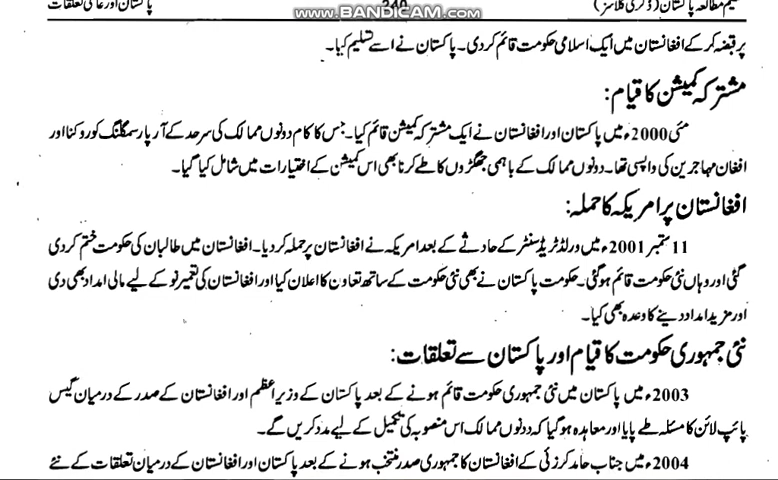 تعلیم مطالعہ پاکستان (ڈگری کلاسز) 240 پاکستان اور عالمی تعلقات
www.BANDICAM.com
پر قبضہ کر کے افغانستان میں ایک اسلامی حکومت قائم کر دی۔ پاکستان نے اسے تسلیم کیا۔
مشترکہ کمیشن کا قیام:
مئی 2000ء میں پاکستان اور افغانستان نے ایک مشترکہ کمیشن قائم کیا۔ جس کا کام دونوں ممالک کی سرحد کے آر پار سمگلنگ کو روکنا اور
افغان مہاجرین کی واپسی تھا۔ دونوں ممالک کے باہمی جھگڑوں کا طے کرنا بھی اس کمیشن کے اختیارات میں شامل کیا گیا۔
افغانستان پر امریکہ کا حملہ:
11 ستمبر 2001ء میں ورلڈ ٹریڈ سنٹر کے حادثے کے بعد امریکہ نے افغانستان پر حملہ کر دیا۔ افغانستان میں طالبان کی حکومت ختم کر دی
گئی اور وہاں نئی حکومت قائم ہو گئی۔ حکومت پاکستان نے بھی نئی حکومت کے ساتھ تعاون کا اعلان کیا اور افغانستان کی تعمیر نو کے لیے مالی امداد بھی دی
اور مزید امداد دینے کا وعدہ بھی کیا۔
نئی جمہوری حکومت کا قیام اور پاکستان سے تعلقات:
2003ء میں پاکستان میں نئی جمہوری حکومت قائم ہونے کے بعد پاکستان کے وزیراعظم اور افغانستان کے صدر کے درمیان گیس
پائپ لائن کا مسئلہ طے پایا اور معاہدہ ہو گیا کہ دونوں ممالک اس منصوبہ کی تکمیل کے لیے مدد کریں گے۔
2004ء میں جناب حامد کرزئی کے افغانستان کا جمہوری صدر منتخب ہونے کے بعد پاکستان اور افغانستان کے درمیان تعلقات کے نئے